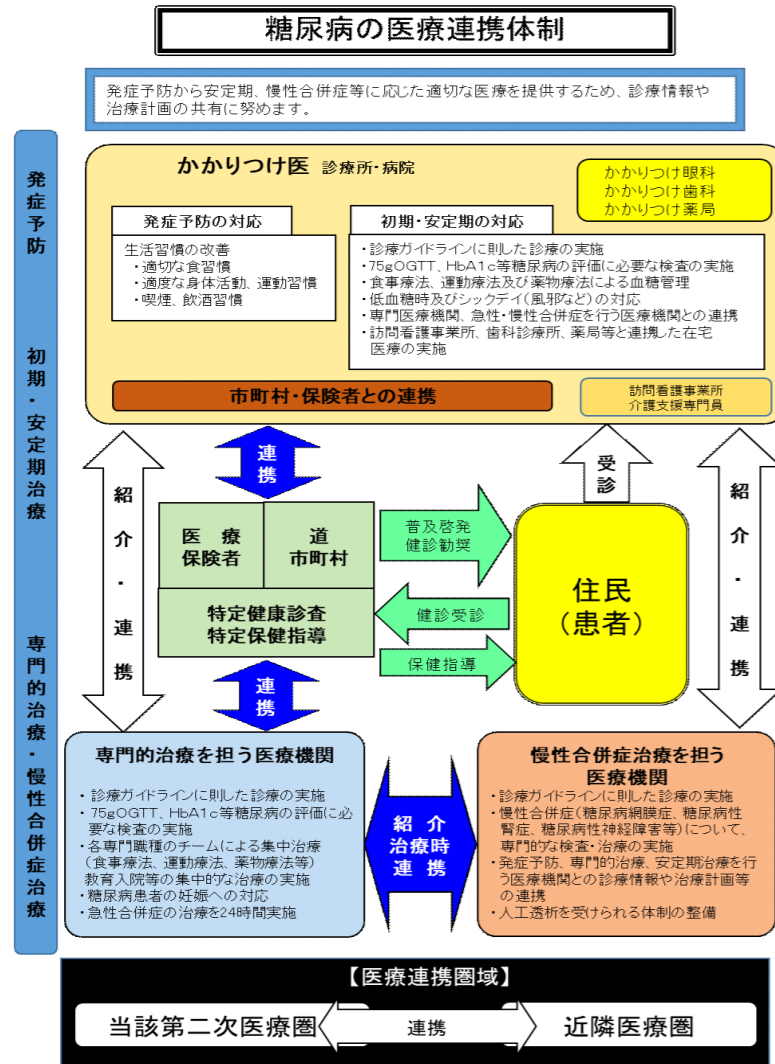 糖尿病の医療連携体制
発症予防から安定期、慢性合併症等に応じた適切な医療を提供するため、診療情報や
治療計画の共有に努めます。
発症予防
初期・安定期治療
専門的治療・慢性合併症治療
かかりつけ医 診療所・病院
かかりつけ眼科
かかりつけ歯科
かかりつけ薬局
発症予防の対応
生活習慣の改善
・適切な食習慣
・適度な身体活動、運動習慣
・喫煙、飲酒習慣
初期・安定期の対応
・診療ガイドラインに則した診療の実施
・75gOGTT、HbA1c等糖尿病の評価に必要な検査の実施
・食事療法、運動療法及び薬物療法による血糖管理
・低血糖時及びシックデイ(風邪など)の対応
・専門医療機関、急性・慢性合併症を行う医療機関との連携
・訪問看護事業所、歯科診療所、薬局等と連携した在宅
医療の実施
市町村・保険者との連携
訪問看護事業所
介護支援専門員
紹介・連携
連携
受診
紹介・連携
医 療
保険者
道
市町村
特定健康診査
特定保健指導
普及啓発
健診勧奨
健診受診
保健指導
住民
(患者)
連携
専門的治療を担う医療機関
・診療ガイドラインに則した診療の実施
・75gOGTT、HbA1c等糖尿病の評価に必
要な検査の実施
・各専門職種のチームによる集中治療
(食事療法、運動療法、薬物療法等)
教育入院等の集中的な治療の実施
・糖尿病患者の妊娠への対応
・急性合併症の治療を24時間実施
紹 介
治療時
連 携
慢性合併症治療を担う
医療機関
・診療ガイドラインに則した診療の実施
・慢性合併症(糖尿病網膜症、糖尿病性
腎症、糖尿病性神経障害等)について、
専門的な検査・治療の実施
・発症予防、専門的治療、安定期治療を行
う医療機関との診療情報や治療計画等
の連携
・人工透析を受けられる体制の整備
【医療連携圏域】
当該第二次医療圏
連携
近隣医療圏